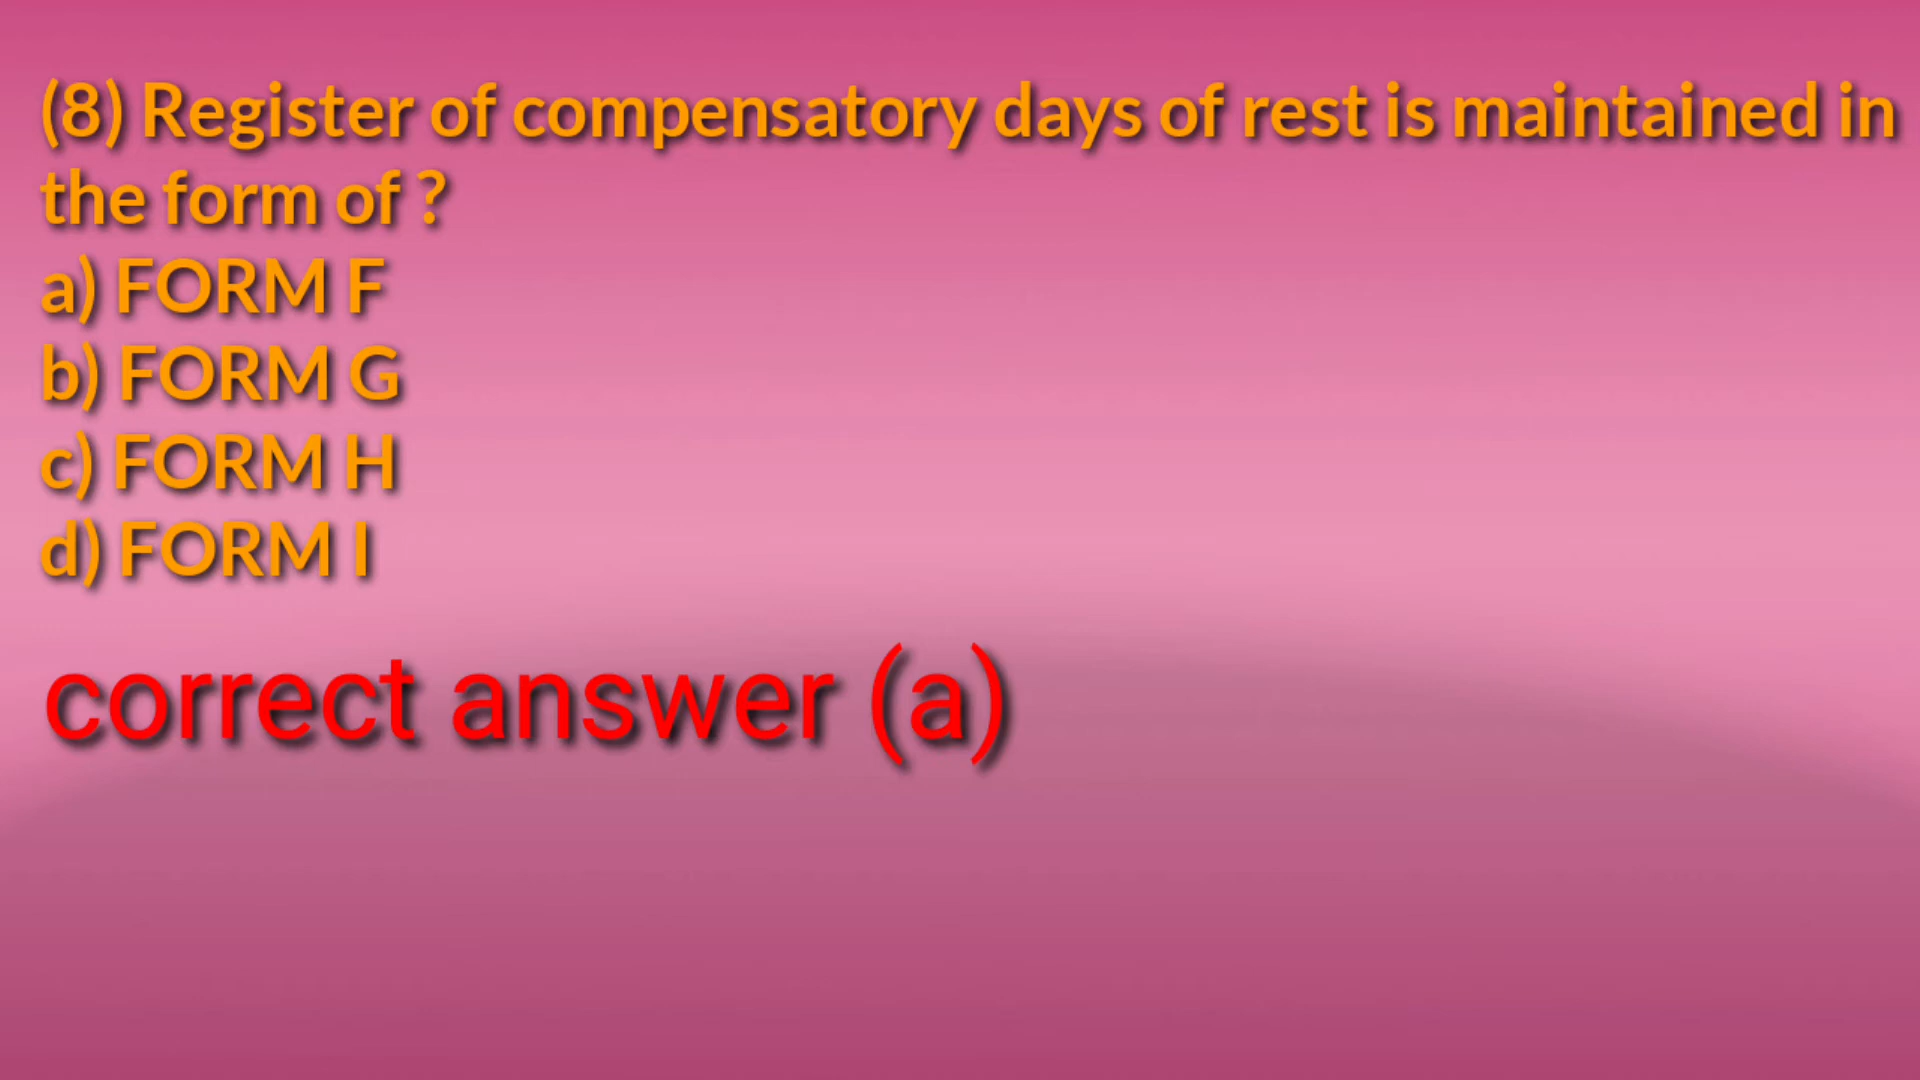 (8) Register of compensatory days of rest is maintained in
the form of ?
a) FORM F
b) FORM G
c) FORM H
d) FORM I
correct answer (a)